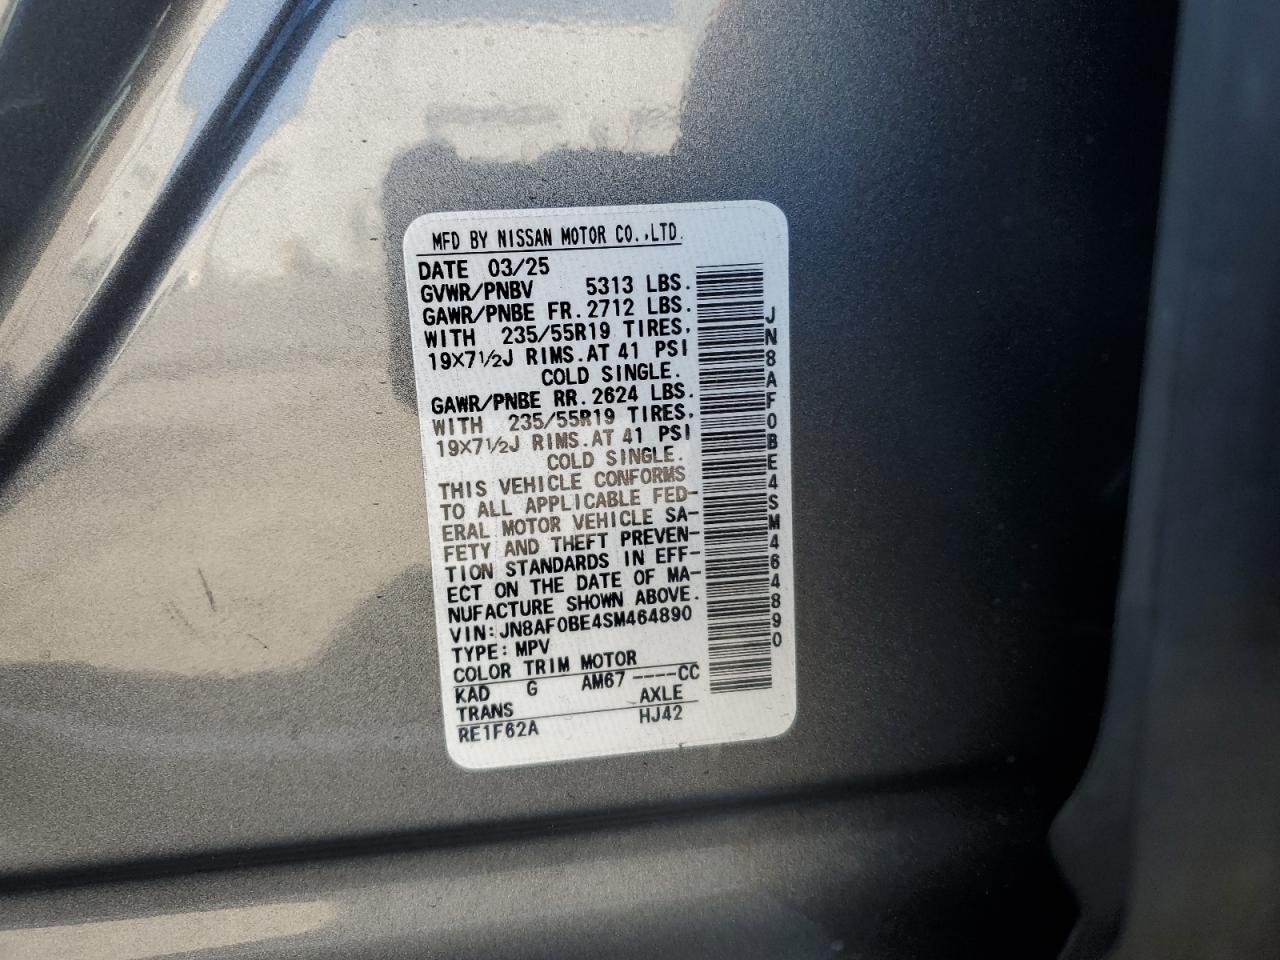 MFD BY NISSAN MOTOR CO.,LTD.
DATE 03/25
GVWR/PNBV 5313 LBS.
GAWR/PNBE FR. 2712 LBS.
WITH 235/55R19 TIRES,
19X7½J RIMS. AT 41 PSI
COLD SINGLE.
GAWR/PNBE RR. 2624 LBS.
WITH 235/55R19 TIRES,
19X7½J RIMS. AT 41 PSI
COLD SINGLE.
THIS VEHICLE CONFORMS
TO ALL APPLICABLE FED-
ERAL MOTOR VEHICLE SA-
FETY AND THEFT PREVEN-
TION STANDARDS IN EFF-
ECT ON THE DATE OF MA-
NUFACTURE SHOWN ABOVE.
VIN: JN8AF0BE4SM464890
TYPE: MPV
COLOR TRIM MOTOR
KAD G AM67 ----CC
TRANS AXLE
RE1F62A HJ42
JN8AF0BE4SM464890